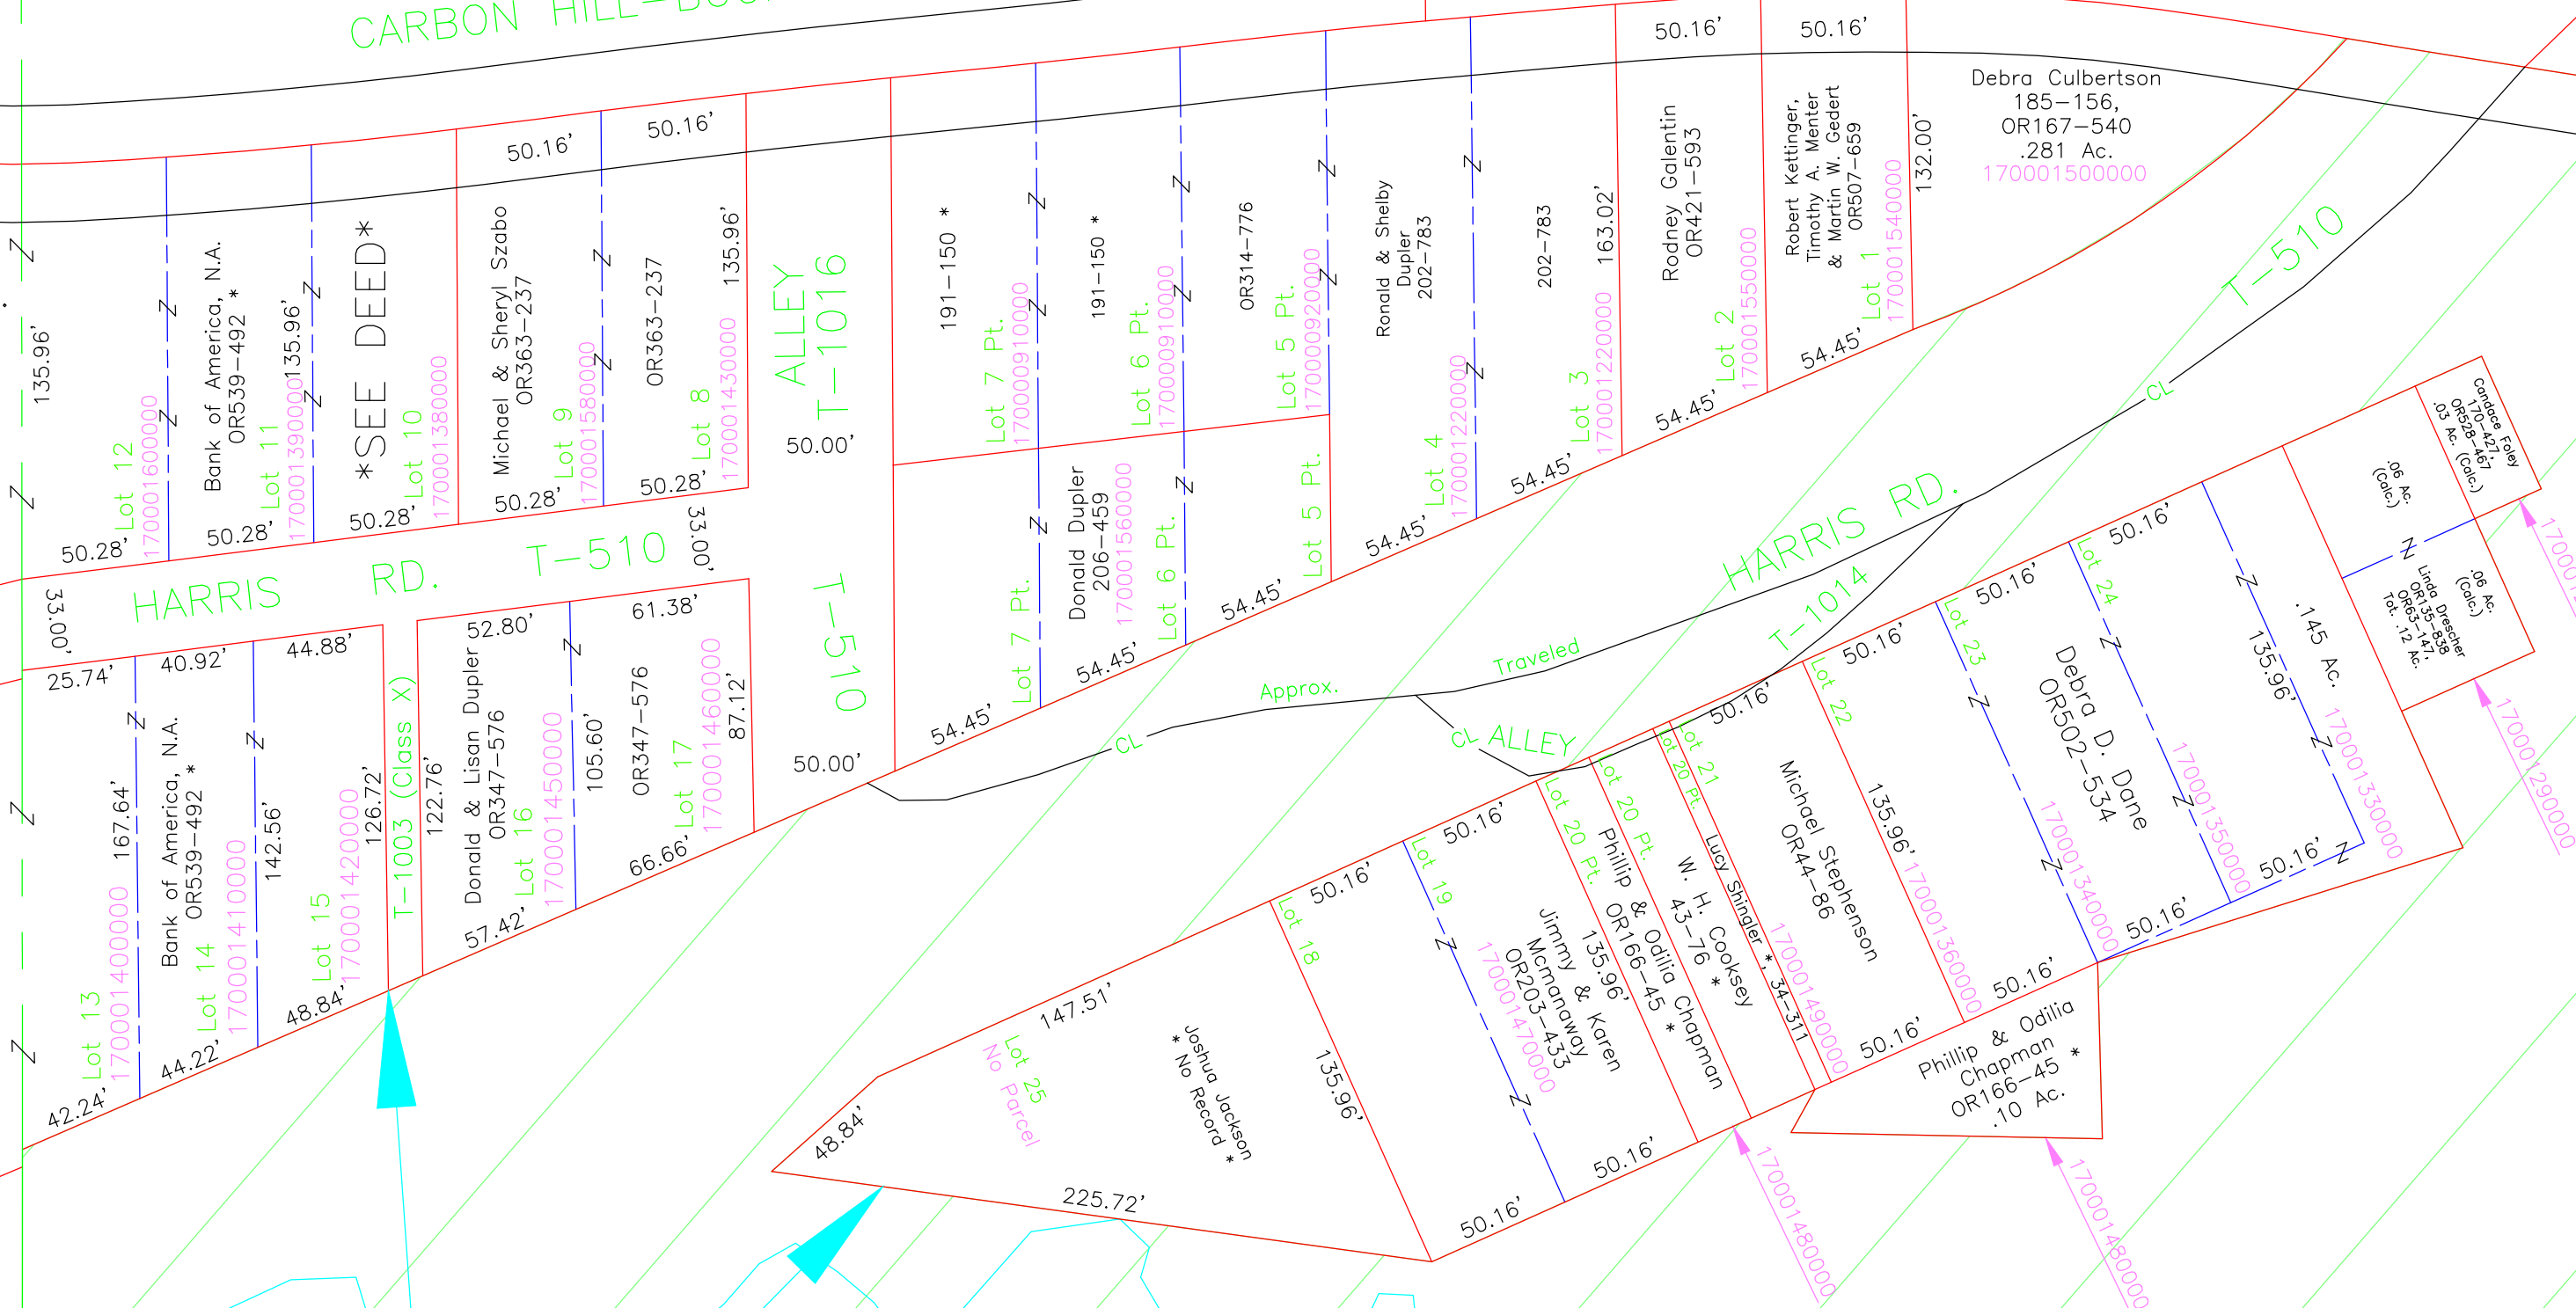 CARBON HILL-
50.16'
50.16'
50.16'
50.16'
Debra Culbertson
185-156,
OR167-540
.281 Ac.
170001500000
132.00'
135.96'
Lot 12
170001600000
50.28'
Bank of America, N.A.
OR539-492 *
Lot 11
170001390000
135.96'
50.28'
*SEE DEED*
Lot 10
170001380000
50.28'
Michael & Sheryl Szabo
OR363-237
Lot 9
170001580000
50.28'
OR363-237
135.96'
Lot 8
170001430000
50.28'
ALLEY
T-1016
50.00'
191-150 *
Lot 7 Pt.
170000910000
191-150 *
Lot 6 Pt.
170000910000
OR314-776
Lot 5 Pt.
170000920000
Ronald & Shelby
Dupler
202-783
Lot 4
170001220000
202-783
163.02'
Lot 3
170001220000
Rodney Galentin
OR421-593
Lot 2
170001550000
Robert Kettinger,
Timothy A. Menter
& Martin W. Gedert
OR507-659
Lot 1
170001540000
54.45'
54.45'
54.45'
54.45'
54.45'
54.45'
54.45'
Lot 7 Pt.
Donald Dupler
206-459
170001560000
Lot 6 Pt.
Lot 5 Pt.
T-510
CL
HARRIS RD.
T-1014
Traveled
Approx.
CL
CL ALLEY
HARRIS RD. T-510
33.00'
33.00'
T-510
50.00'
25.74'
40.92'
44.88'
52.80'
61.38'
167.64'
Lot 13
170001400000
42.24'
Bank of America, N.A.
OR539-492 *
Lot 14
170001410000
142.56'
44.22'
Lot 15
170001420000
126.72'
48.84'
T-1003 (Class X)
122.76'
Donald & Lisan Dupler
OR347-576
Lot 16
170001450000
105.60'
57.42'
OR347-576
Lot 17
170001460000
87.12'
66.66'
147.51'
48.84'
225.72'
Lot 25
No Parcel
Joshua Jackson
* No Record *
Lot 18
135.96'
50.16'
50.16'
Lot 19
Jimmy & Karen
Mcmanaway
OR203-433
170001470000
50.16'
50.16'
Lot 20 Pt.
Phillip & Odilia Chapman
OR166-45 *
135.96'
Lot 20 Pt.
W. H. Cooksey
43-76 *
Lot 20 Pt.
Lucy Shingler *, 34-311
Lot 21
170001490000
50.16'
Michael Stephenson
OR44-86
135.96'
Lot 22
170001360000
50.16'
50.16'
50.16'
Lot 23
170001340000
50.16'
Debra D. Dane
OR502-534
Lot 24
170001350000
50.16'
50.16'
135.96'
.145 Ac.
170001330000
50.16'
50.16'
.06 Ac.
(Calc.)
Candace Foley
170-427,
OR528-467
.03 Ac. (Calc.)
.06 Ac.
(Calc.)
Linda Drescher
OR135-838
OR63-147,
Tot. .12 Ac.
170001290000
Phillip & Odilia
Chapman
OR166-45 *
.10 Ac.
170001480000
170001480000